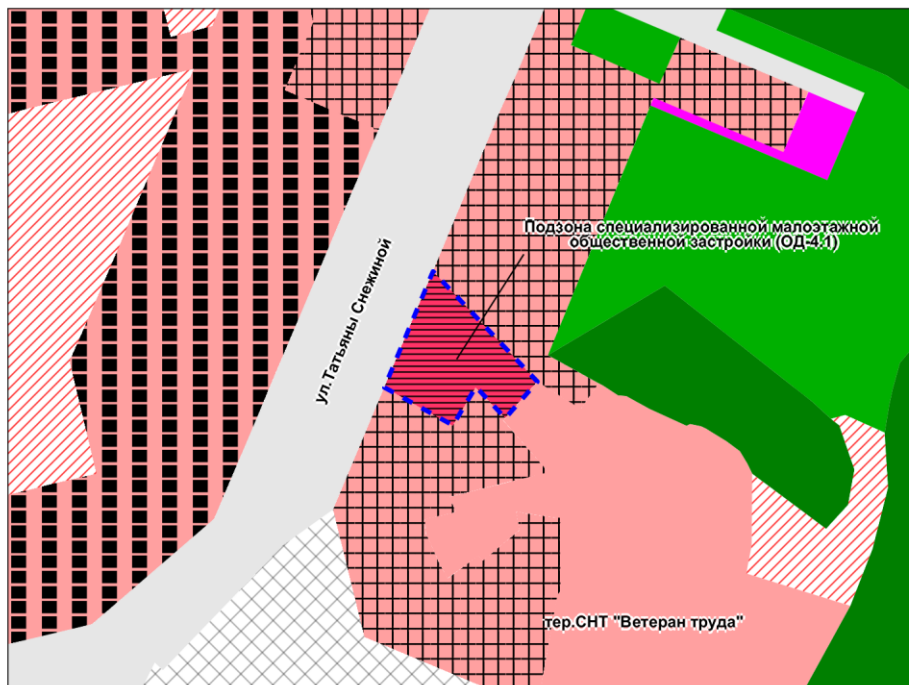 Подзона специализированной малоэтажной
общественной застройки (ОД-4.1)
ул.Татьяны Снежиной
тер.СНТ "Ветеран труда"